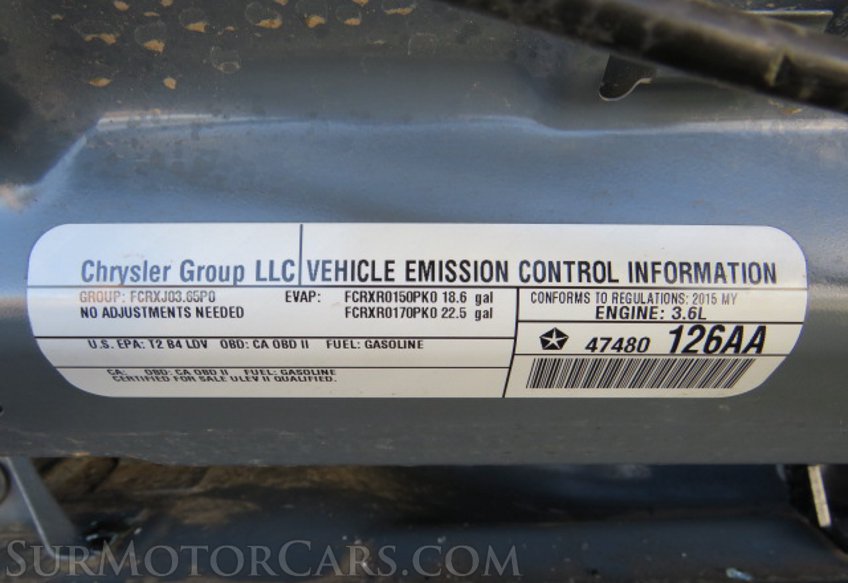 Chrysler Group LLC VEHICLE EMISSION CONTROL INFORMATION
GROUP: FCRXJ03.65P0 EVAP: FCRXR0150PK0 18.6 gal
NO ADJUSTMENTS NEEDED FCRXR0170PK0 22.5 gal
CONFORMS TO REGULATIONS: 2015 MY
ENGINE: 3.6L
U.S. EPA: T2 B4 LDV OBD: CA OBD II FUEL: GASOLINE
47480 126AA
CA: OBD: CA OBD II FUEL: GASOLINE
CERTIFIED FOR SALE ULEV II QUALIFIED.
SURMOTORCARS.COM